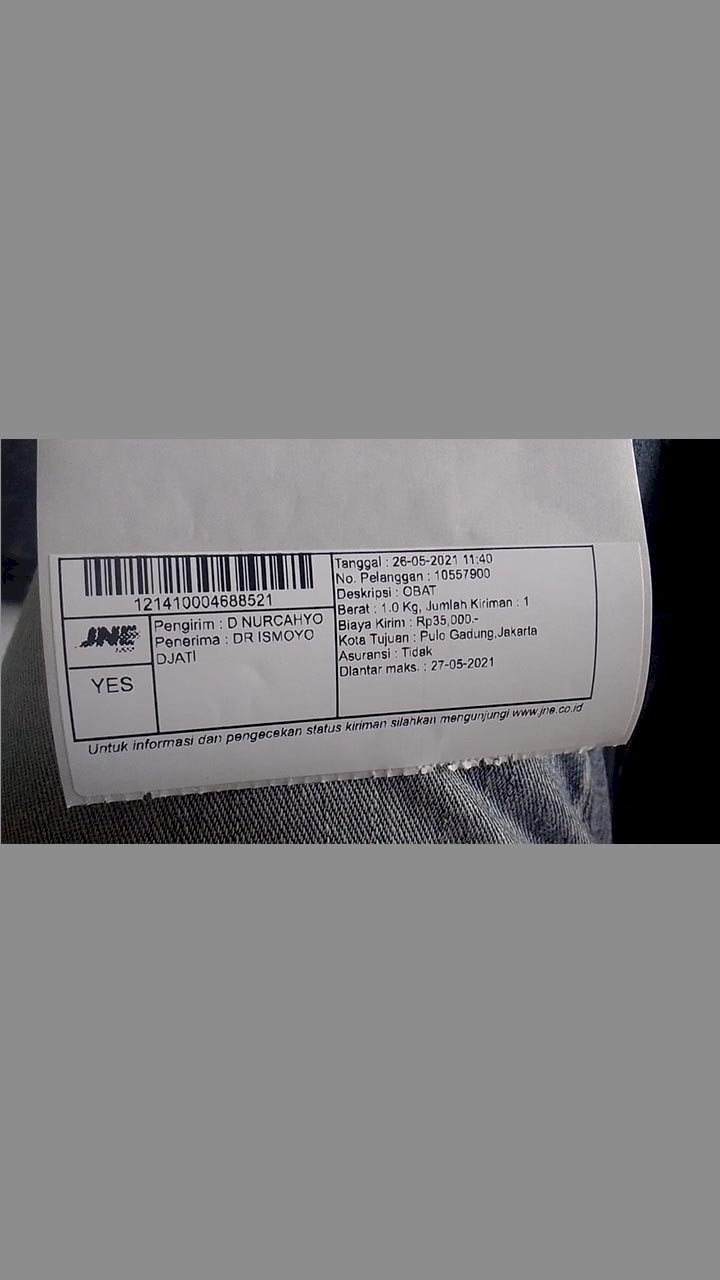 121410004688521
JNE
YES
Pengirim : D NURCAHYO
Penerima : DR ISMOYO
DJATI
Tanggal : 26-05-2021 11:40
No. Pelanggan : 10557900
Deskripsi : OBAT
Berat : 1.0 Kg, Jumlah Kiriman : 1
Biaya Kirim : Rp35,000.-
Kota Tujuan : Pulo Gadung,Jakarta
Asuransi : Tidak
Diantar maks. : 27-05-2021
Untuk informasi dan pengecekan status kiriman silahkan mengunjungi www.jne.co.id